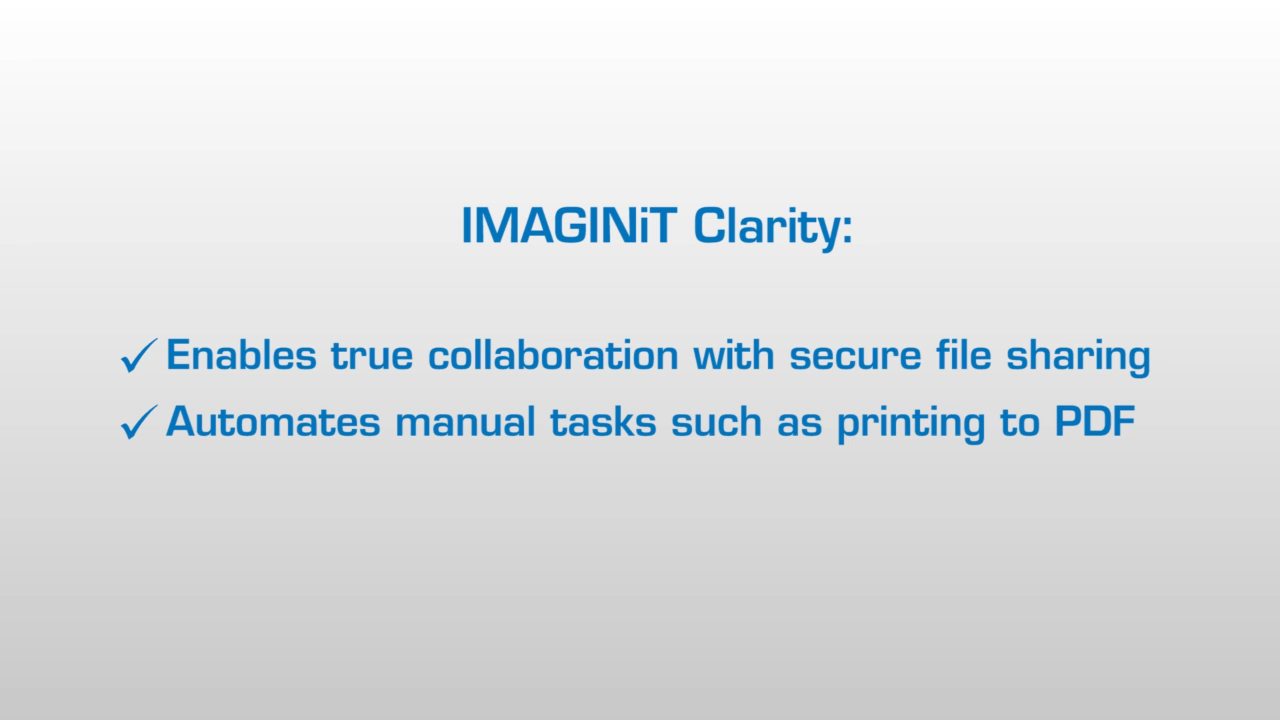 IMAGINiT Clarity:
✓ Enables true collaboration with secure file sharing
✓ Automates manual tasks such as printing to PDF